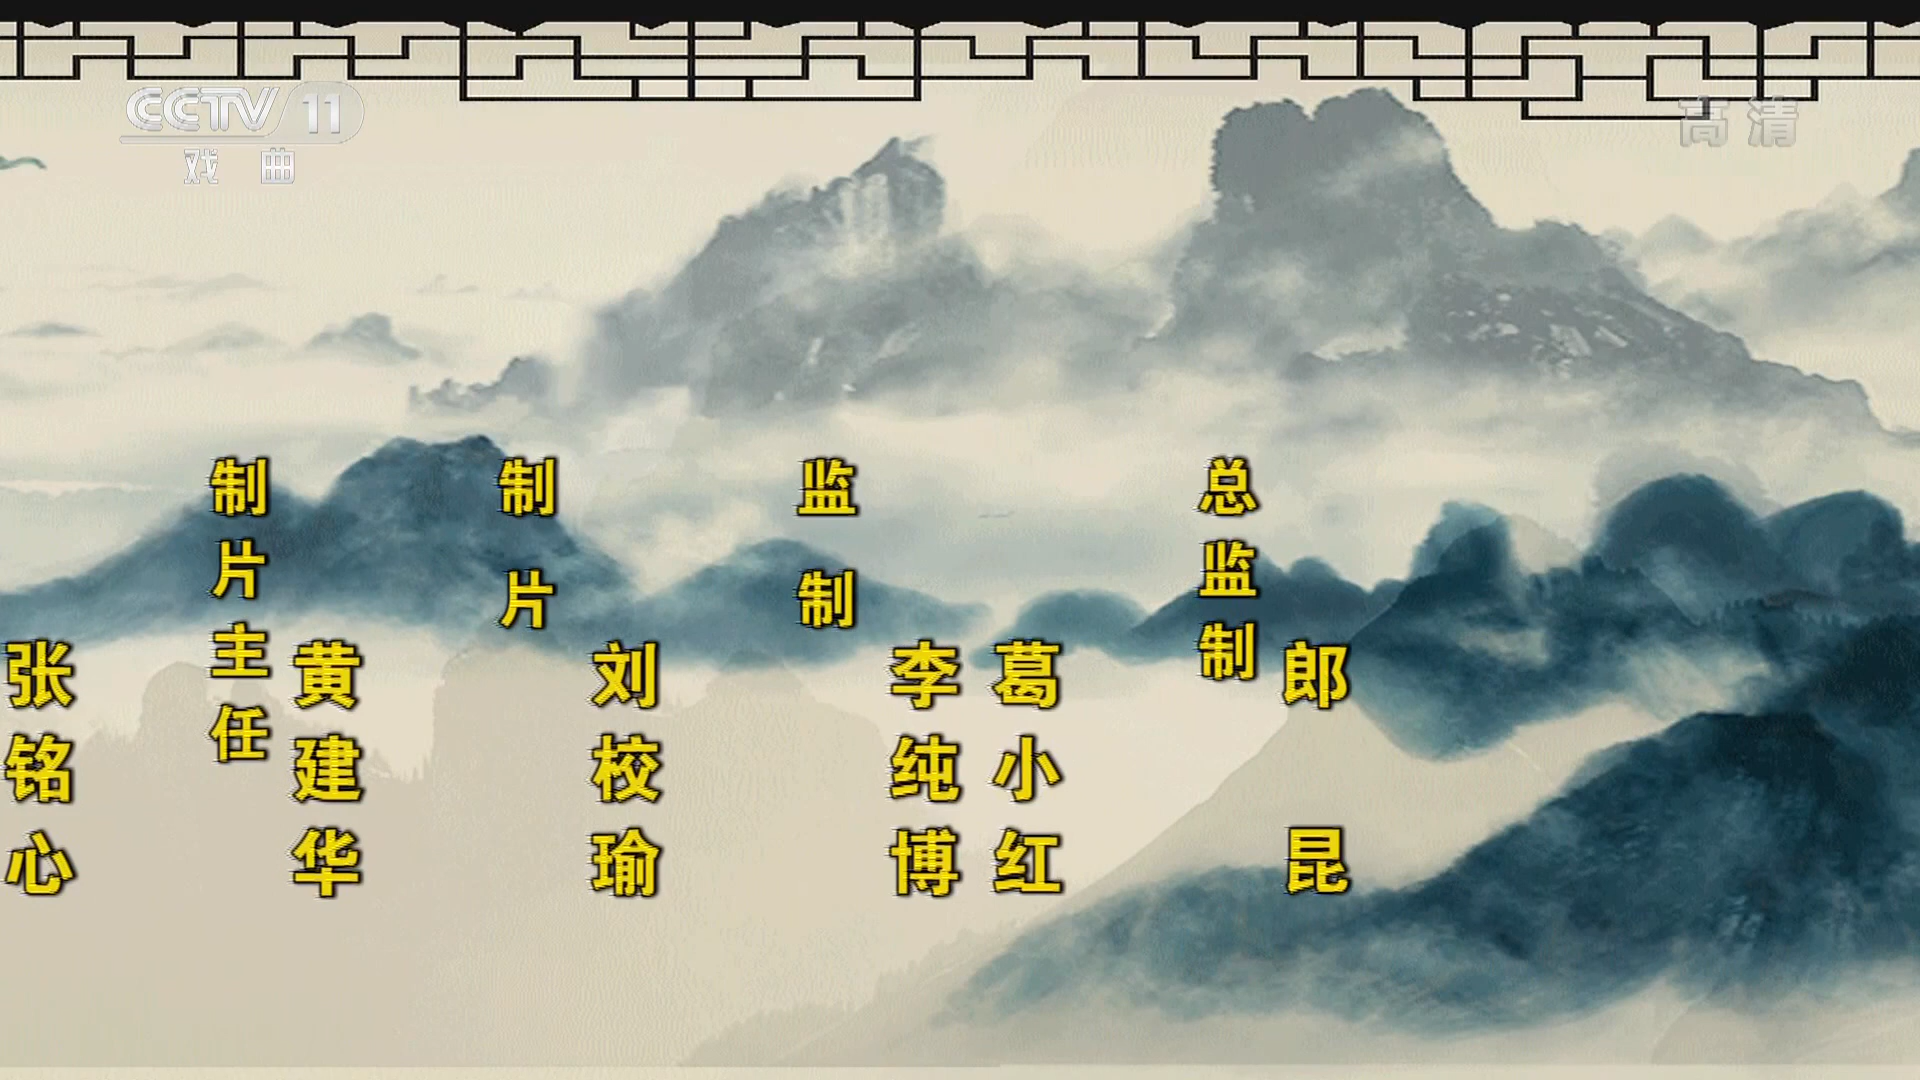 CCTV 11
戏曲
高清
张铭心
制片主任
黄建华
制片
刘校瑜
监制
李纯博
葛小红
总监制
郎昆